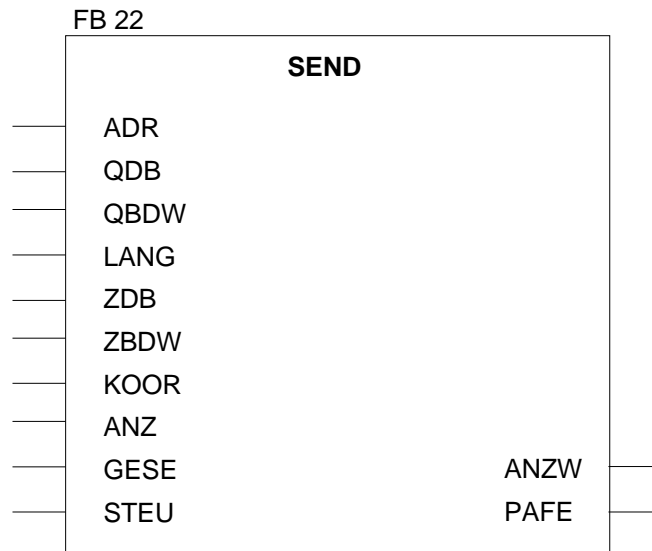 FB 22
SEND
ADR
QDB
QBDW
LANG
ZDB
ZBDW
KOOR
ANZ
GESE ANZW
STEU PAFE